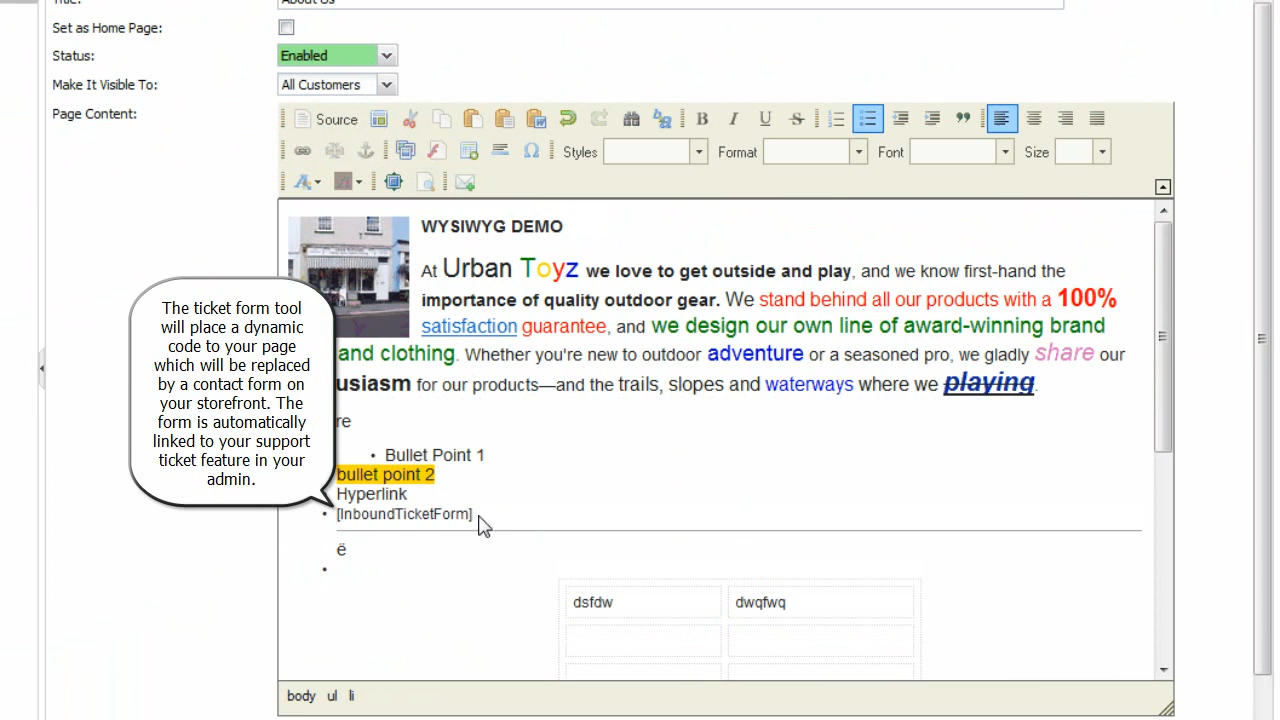 Title: About Us
Set as Home Page:
Status: Enabled
Make It Visible To: All Customers
Page Content:
Source B I U S
Styles Format Font Size
WYSIWYG DEMO
At Urban Toyz we love to get outside and play, and we know first-hand the
importance of quality outdoor gear. We stand behind all our products with a 100%
satisfaction guarantee, and we design our own line of award-winning brand
and clothing. Whether you're new to outdoor adventure or a seasoned pro, we gladly share our
usiasm for our products—and the trails, slopes and waterways where we playing.
re
• Bullet Point 1
bullet point 2
Hyperlink
• [InboundTicketForm]
ë
•
dsfdw dwqfwq
body ul li
The ticket form tool
will place a dynamic
code to your page
which will be replaced
by a contact form on
your storefront. The
form is automatically
linked to your support
ticket feature in your
admin.